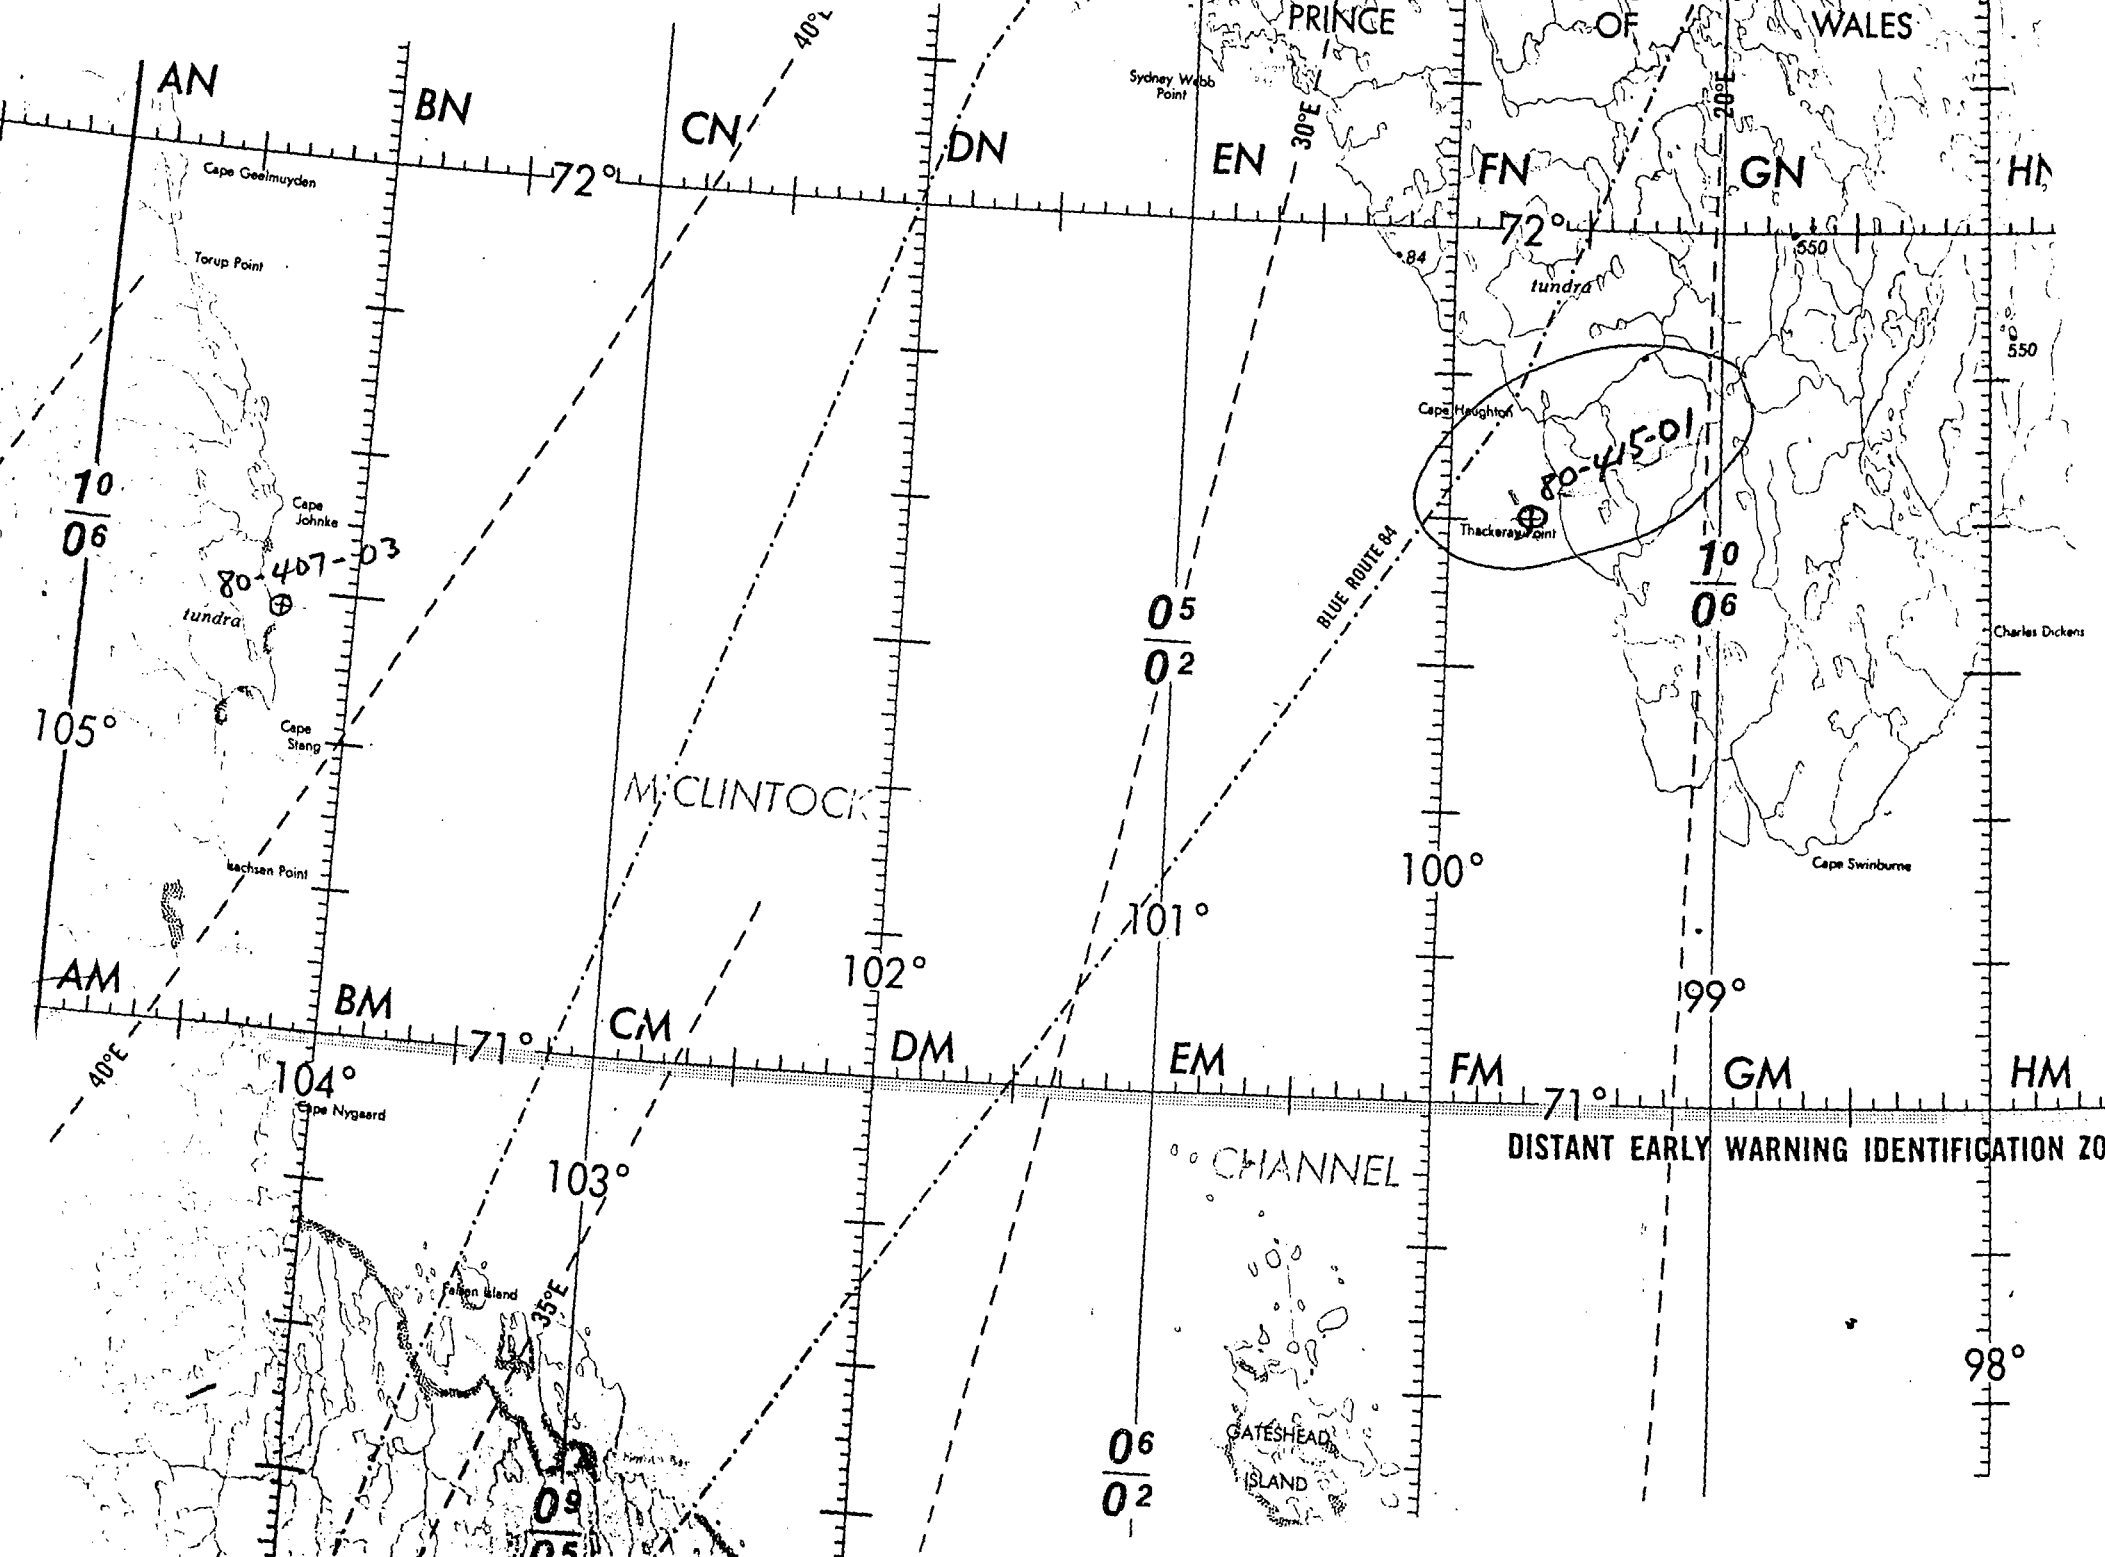 PRINCE OF WALES
40°E
Sydney Webb
Point
20°E
30°E
AN
BN
CN
DN
EN
FN
GN
HN
Cape Geelmuyden
72°
72°
550
Torup Point
84
tundra
550
Cape Haughton
80-415-01
10
06
Cape
Johnke
Thackeray Point
80-407-03
tundra
BLUE ROUTE 84
10
06
05
02
Charles Dickens
105°
Cape
Stang
M'CLINTOCK
Isachsen Point
100°
Cape Swinburne
101°
102°
99°
AM
BM
CM
DM
EM
FM
GM
HM
71°
71°
40°E
104°
Cape Nygaard
DISTANT EARLY WARNING IDENTIFICATION ZO
CHANNEL
103°
35°E
98°
GATESHEAD
ISLAND
06
02
09
05